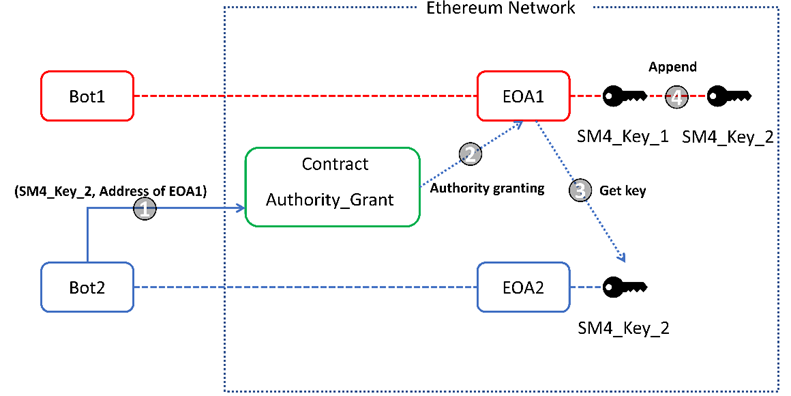 Ethereum Network
Append
Bot1
EOA1
4
SM4_Key_1
SM4_Key_2
Contract
2
Authority_Grant
Authority granting
3
Get key
(SM4_Key_2, Address of EOA1)
1
Bot2
EOA2
SM4_Key_2